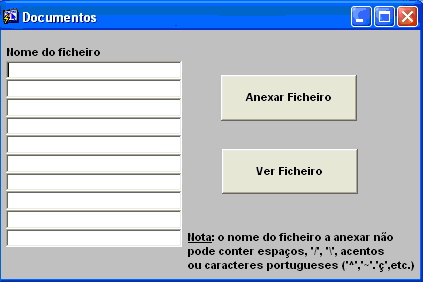 Documentos
Nome do ficheiro
Anexar Ficheiro
Ver Ficheiro
Nota: o nome do ficheiro a anexar não
pode conter espaços, '/', '\', acentos
ou caracteres portugueses ('^','~'.'ç',etc.)